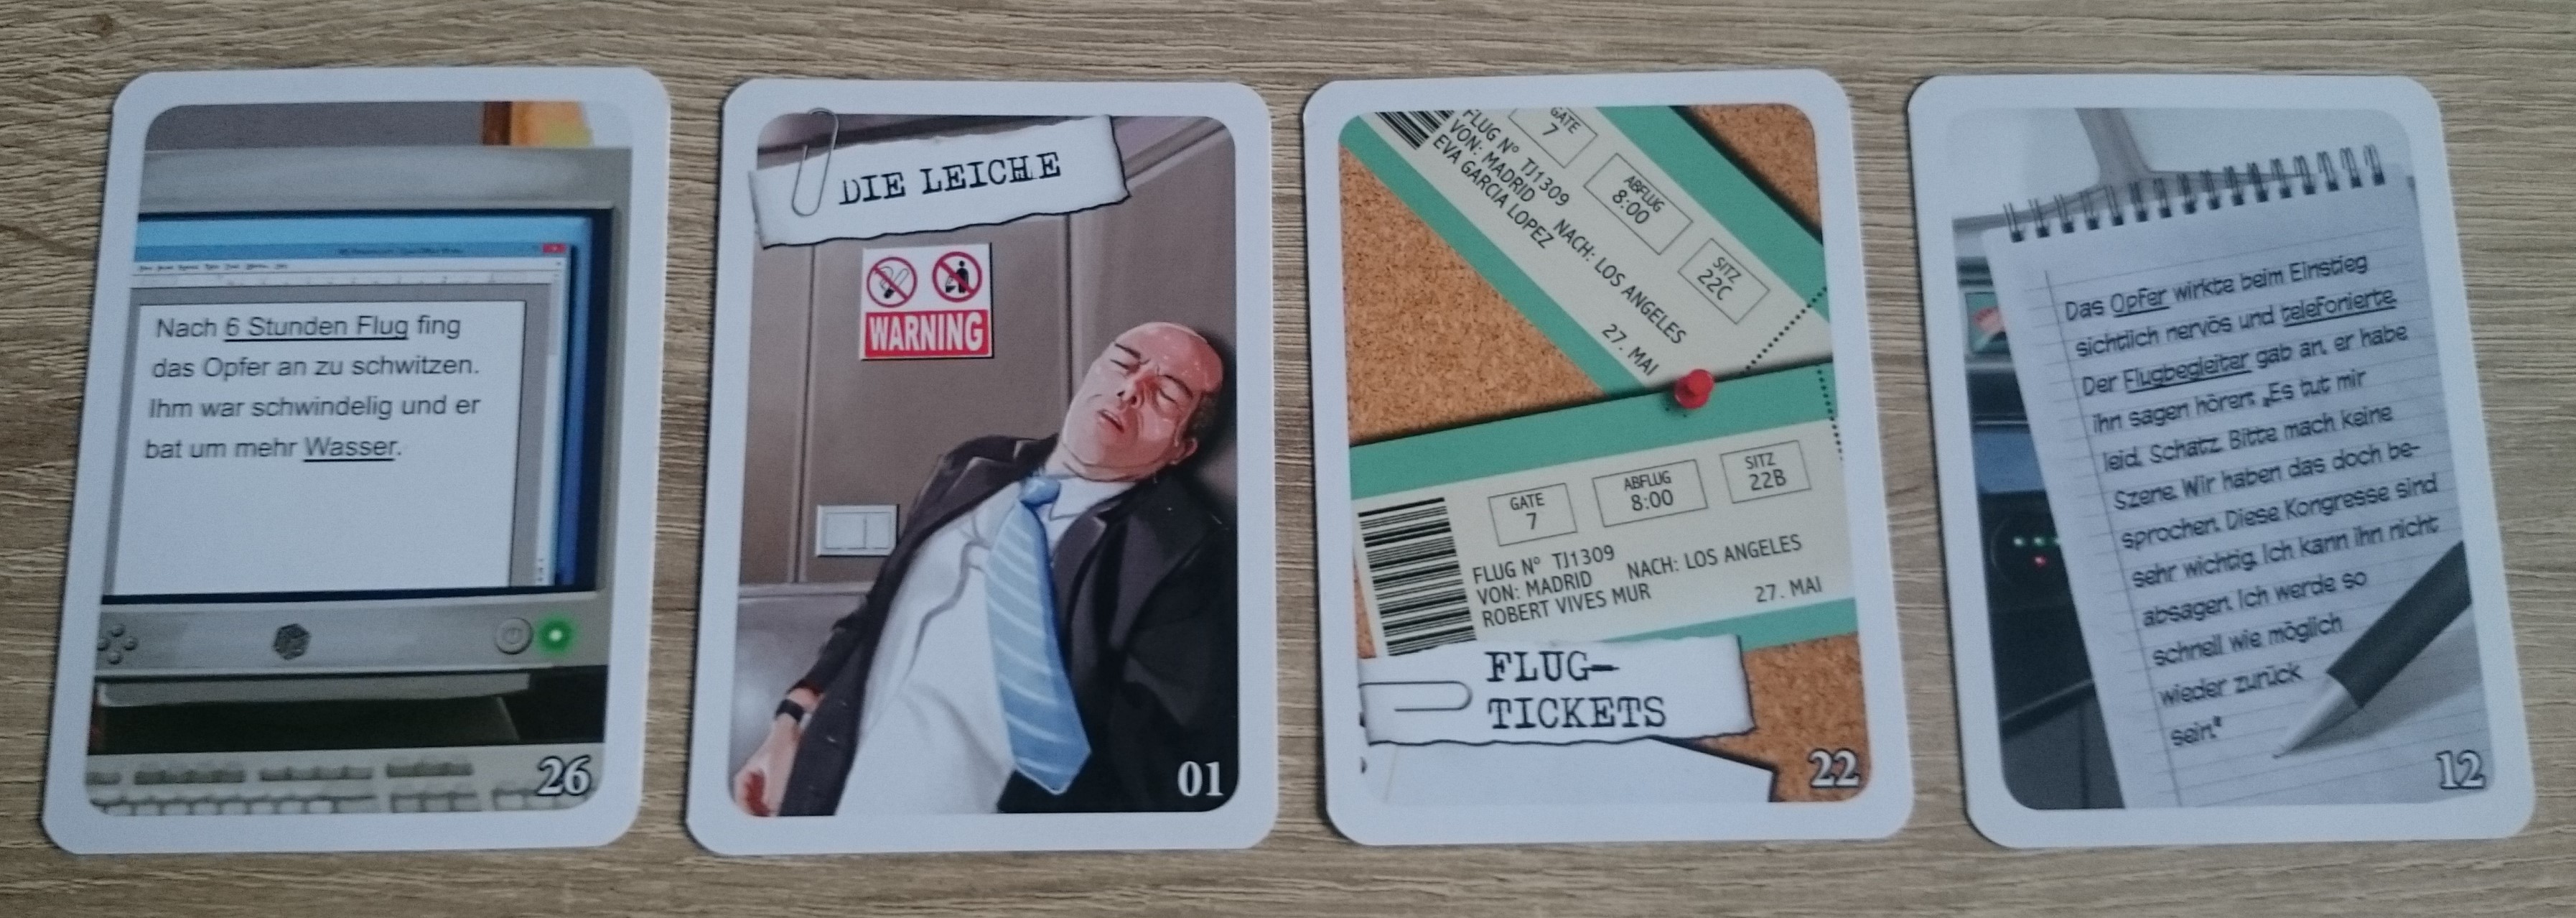 Nach 6 Stunden Flug fing
das Opfer an zu schwitzen.
Ihm war schwindelig und er
bat um mehr Wasser.
26
DIE LEICHE
WARNING
01
GATE
7
ABFLUG
8:00
SITZ
22C
FLUG Nº TJ1309
VON: MADRID NACH: LOS ANGELES
EVA GARCIA LOPEZ
27. MAI
GATE
7
ABFLUG
8:00
SITZ
22B
FLUG Nº TJ1309
VON: MADRID NACH: LOS ANGELES
ROBERT VIVES MUR
27. MAI
FLUG-
TICKETS
22
Das Opfer wirkte beim Einstieg
sichtlich nervös und telefonierte.
Der Flugbegleiter gab an, er habe
ihn sagen hören: „Es tut mir
leid, Schatz. Bitte mach keine
Szene. Wir haben das doch be-
sprochen. Diese Kongresse sind
sehr wichtig. Ich kann ihn nicht
absagen. Ich werde so
schnell wie möglich
wieder zurück
sein."
12